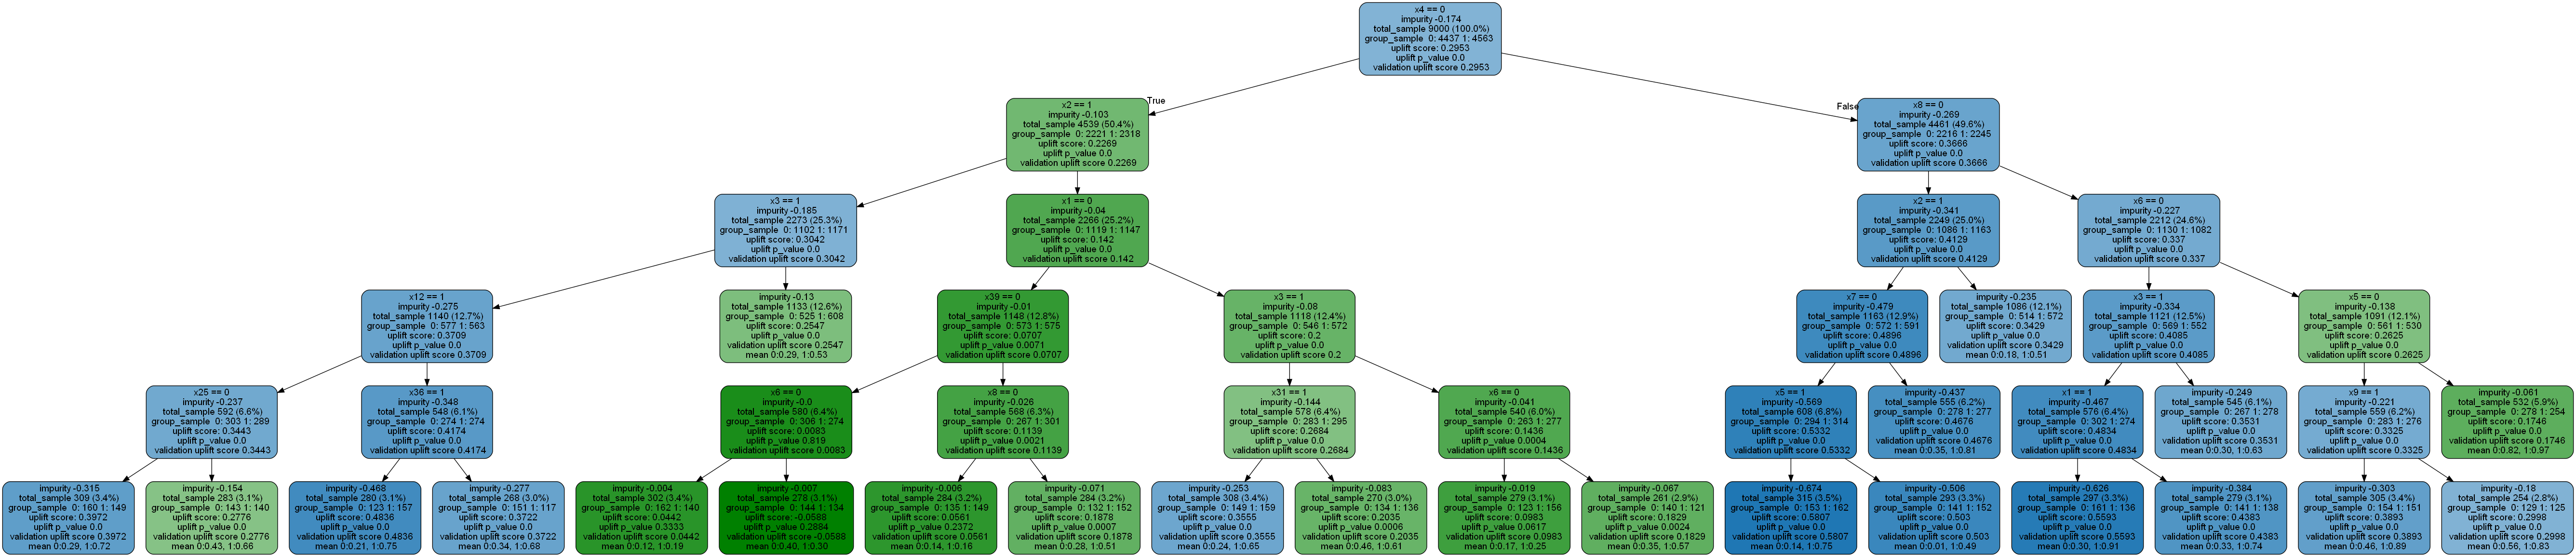 x4 == 0
impurity -0.174
total_sample 9000 (100.0%)
group_sample 0: 4437 1: 4563
uplift score: 0.2953
uplift p_value 0.0
validation uplift score 0.2953
True
False
x2 == 1
impurity -0.103
total_sample 4539 (50.4%)
group_sample 0: 2221 1: 2318
uplift score: 0.2269
uplift p_value 0.0
validation uplift score 0.2269
x8 == 0
impurity -0.269
total_sample 4461 (49.6%)
group_sample 0: 2216 1: 2245
uplift score: 0.3666
uplift p_value 0.0
validation uplift score 0.3666
x3 == 1
impurity -0.185
total_sample 2273 (25.3%)
group_sample 0: 1102 1: 1171
uplift score: 0.3042
uplift p_value 0.0
validation uplift score 0.3042
x1 == 0
impurity -0.04
total_sample 2266 (25.2%)
group_sample 0: 1119 1: 1147
uplift score: 0.142
uplift p_value 0.0
validation uplift score 0.142
x2 == 1
impurity -0.341
total_sample 2249 (25.0%)
group_sample 0: 1086 1: 1163
uplift score: 0.4129
uplift p_value 0.0
validation uplift score 0.4129
x6 == 0
impurity -0.227
total_sample 2212 (24.6%)
group_sample 0: 1130 1: 1082
uplift score: 0.337
uplift p_value 0.0
validation uplift score 0.337
x12 == 1
impurity -0.275
total_sample 1140 (12.7%)
group_sample 0: 577 1: 563
uplift score: 0.3709
uplift p_value 0.0
validation uplift score 0.3709
impurity -0.13
total_sample 1133 (12.6%)
group_sample 0: 525 1: 608
uplift score: 0.2547
uplift p_value 0.0
validation uplift score 0.2547
mean 0:0.29, 1:0.53
x39 == 0
impurity -0.01
total_sample 1148 (12.8%)
group_sample 0: 573 1: 575
uplift score: 0.0707
uplift p_value 0.0071
validation uplift score 0.0707
x3 == 1
impurity -0.08
total_sample 1118 (12.4%)
group_sample 0: 546 1: 572
uplift score: 0.2
uplift p_value 0.0
validation uplift score 0.2
x7 == 0
impurity -0.479
total_sample 1163 (12.9%)
group_sample 0: 572 1: 591
uplift score: 0.4896
uplift p_value 0.0
validation uplift score 0.4896
impurity -0.235
total_sample 1086 (12.1%)
group_sample 0: 514 1: 572
uplift score: 0.3429
uplift p_value 0.0
validation uplift score 0.3429
mean 0:0.18, 1:0.51
x3 == 1
impurity -0.334
total_sample 1121 (12.5%)
group_sample 0: 569 1: 552
uplift score: 0.4085
uplift p_value 0.0
validation uplift score 0.4085
x5 == 0
impurity -0.138
total_sample 1091 (12.1%)
group_sample 0: 561 1: 530
uplift score: 0.2625
uplift p_value 0.0
validation uplift score 0.2625
x25 == 0
impurity -0.237
total_sample 592 (6.6%)
group_sample 0: 303 1: 289
uplift score: 0.3443
uplift p_value 0.0
validation uplift score 0.3443
x36 == 1
impurity -0.348
total_sample 548 (6.1%)
group_sample 0: 274 1: 274
uplift score: 0.4174
uplift p_value 0.0
validation uplift score 0.4174
x6 == 0
impurity -0.0
total_sample 580 (6.4%)
group_sample 0: 306 1: 274
uplift score: 0.0083
uplift p_value 0.819
validation uplift score 0.0083
x8 == 0
impurity -0.026
total_sample 568 (6.3%)
group_sample 0: 267 1: 301
uplift score: 0.1139
uplift p_value 0.0021
validation uplift score 0.1139
x31 == 1
impurity -0.144
total_sample 578 (6.4%)
group_sample 0: 283 1: 295
uplift score: 0.2684
uplift p_value 0.0
validation uplift score 0.2684
x6 == 0
impurity -0.041
total_sample 540 (6.0%)
group_sample 0: 263 1: 277
uplift score: 0.1436
uplift p_value 0.0004
validation uplift score 0.1436
x5 == 1
impurity -0.569
total_sample 608 (6.8%)
group_sample 0: 294 1: 314
uplift score: 0.5332
uplift p_value 0.0
validation uplift score 0.5332
impurity -0.437
total_sample 555 (6.2%)
group_sample 0: 278 1: 277
uplift score: 0.4676
uplift p_value 0.0
validation uplift score 0.4676
mean 0:0.35, 1:0.81
x1 == 1
impurity -0.467
total_sample 576 (6.4%)
group_sample 0: 302 1: 274
uplift score: 0.4834
uplift p_value 0.0
validation uplift score 0.4834
impurity -0.249
total_sample 545 (6.1%)
group_sample 0: 267 1: 278
uplift score: 0.3531
uplift p_value 0.0
validation uplift score 0.3531
mean 0:0.30, 1:0.63
x9 == 1
impurity -0.221
total_sample 559 (6.2%)
group_sample 0: 283 1: 276
uplift score: 0.3325
uplift p_value 0.0
validation uplift score 0.3325
impurity -0.061
total_sample 532 (5.9%)
group_sample 0: 278 1: 254
uplift score: 0.1746
uplift p_value 0.0
validation uplift score 0.1746
mean 0:0.82, 1:0.97
impurity -0.315
total_sample 309 (3.4%)
group_sample 0: 160 1: 149
uplift score: 0.3972
uplift p_value 0.0
validation uplift score 0.3972
mean 0:0.29, 1:0.72
impurity -0.154
total_sample 283 (3.1%)
group_sample 0: 143 1: 140
uplift score: 0.2776
uplift p_value 0.0
validation uplift score 0.2776
mean 0:0.43, 1:0.66
impurity -0.468
total_sample 280 (3.1%)
group_sample 0: 123 1: 157
uplift score: 0.4836
uplift p_value 0.0
validation uplift score 0.4836
mean 0:0.21, 1:0.75
impurity -0.277
total_sample 268 (3.0%)
group_sample 0: 151 1: 117
uplift score: 0.3722
uplift p_value 0.0
validation uplift score 0.3722
mean 0:0.34, 1:0.68
impurity -0.004
total_sample 302 (3.4%)
group_sample 0: 162 1: 140
uplift score: 0.0442
uplift p_value 0.3333
validation uplift score 0.0442
mean 0:0.12, 1:0.19
impurity -0.007
total_sample 278 (3.1%)
group_sample 0: 144 1: 134
uplift score: -0.0588
uplift p_value 0.2884
validation uplift score -0.0588
mean 0:0.40, 1:0.30
impurity -0.006
total_sample 284 (3.2%)
group_sample 0: 135 1: 149
uplift score: 0.0561
uplift p_value 0.2372
validation uplift score 0.0561
mean 0:0.14, 1:0.16
impurity -0.071
total_sample 284 (3.2%)
group_sample 0: 132 1: 152
uplift score: 0.1878
uplift p_value 0.0007
validation uplift score 0.1878
mean 0:0.28, 1:0.51
impurity -0.253
total_sample 308 (3.4%)
group_sample 0: 149 1: 159
uplift score: 0.3555
uplift p_value 0.0
validation uplift score 0.3555
mean 0:0.24, 1:0.65
impurity -0.083
total_sample 270 (3.0%)
group_sample 0: 134 1: 136
uplift score: 0.2035
uplift p_value 0.0006
validation uplift score 0.2035
mean 0:0.46, 1:0.61
impurity -0.019
total_sample 279 (3.1%)
group_sample 0: 123 1: 156
uplift score: 0.0983
uplift p_value 0.0617
validation uplift score 0.0983
mean 0:0.17, 1:0.25
impurity -0.067
total_sample 261 (2.9%)
group_sample 0: 140 1: 121
uplift score: 0.1829
uplift p_value 0.0024
validation uplift score 0.1829
mean 0:0.35, 1:0.57
impurity -0.674
total_sample 315 (3.5%)
group_sample 0: 153 1: 162
uplift score: 0.5807
uplift p_value 0.0
validation uplift score 0.5807
mean 0:0.14, 1:0.75
impurity -0.506
total_sample 293 (3.3%)
group_sample 0: 141 1: 152
uplift score: 0.503
uplift p_value 0.0
validation uplift score 0.503
mean 0:0.01, 1:0.49
impurity -0.626
total_sample 297 (3.3%)
group_sample 0: 161 1: 136
uplift score: 0.5593
uplift p_value 0.0
validation uplift score 0.5593
mean 0:0.30, 1:0.91
impurity -0.384
total_sample 279 (3.1%)
group_sample 0: 141 1: 138
uplift score: 0.4383
uplift p_value 0.0
validation uplift score 0.4383
mean 0:0.33, 1:0.74
impurity -0.303
total_sample 305 (3.4%)
group_sample 0: 154 1: 151
uplift score: 0.3893
uplift p_value 0.0
validation uplift score 0.3893
mean 0:0.46, 1:0.89
impurity -0.18
total_sample 254 (2.8%)
group_sample 0: 129 1: 125
uplift score: 0.2998
uplift p_value 0.0
validation uplift score 0.2998
mean 0:0.56, 1:0.83